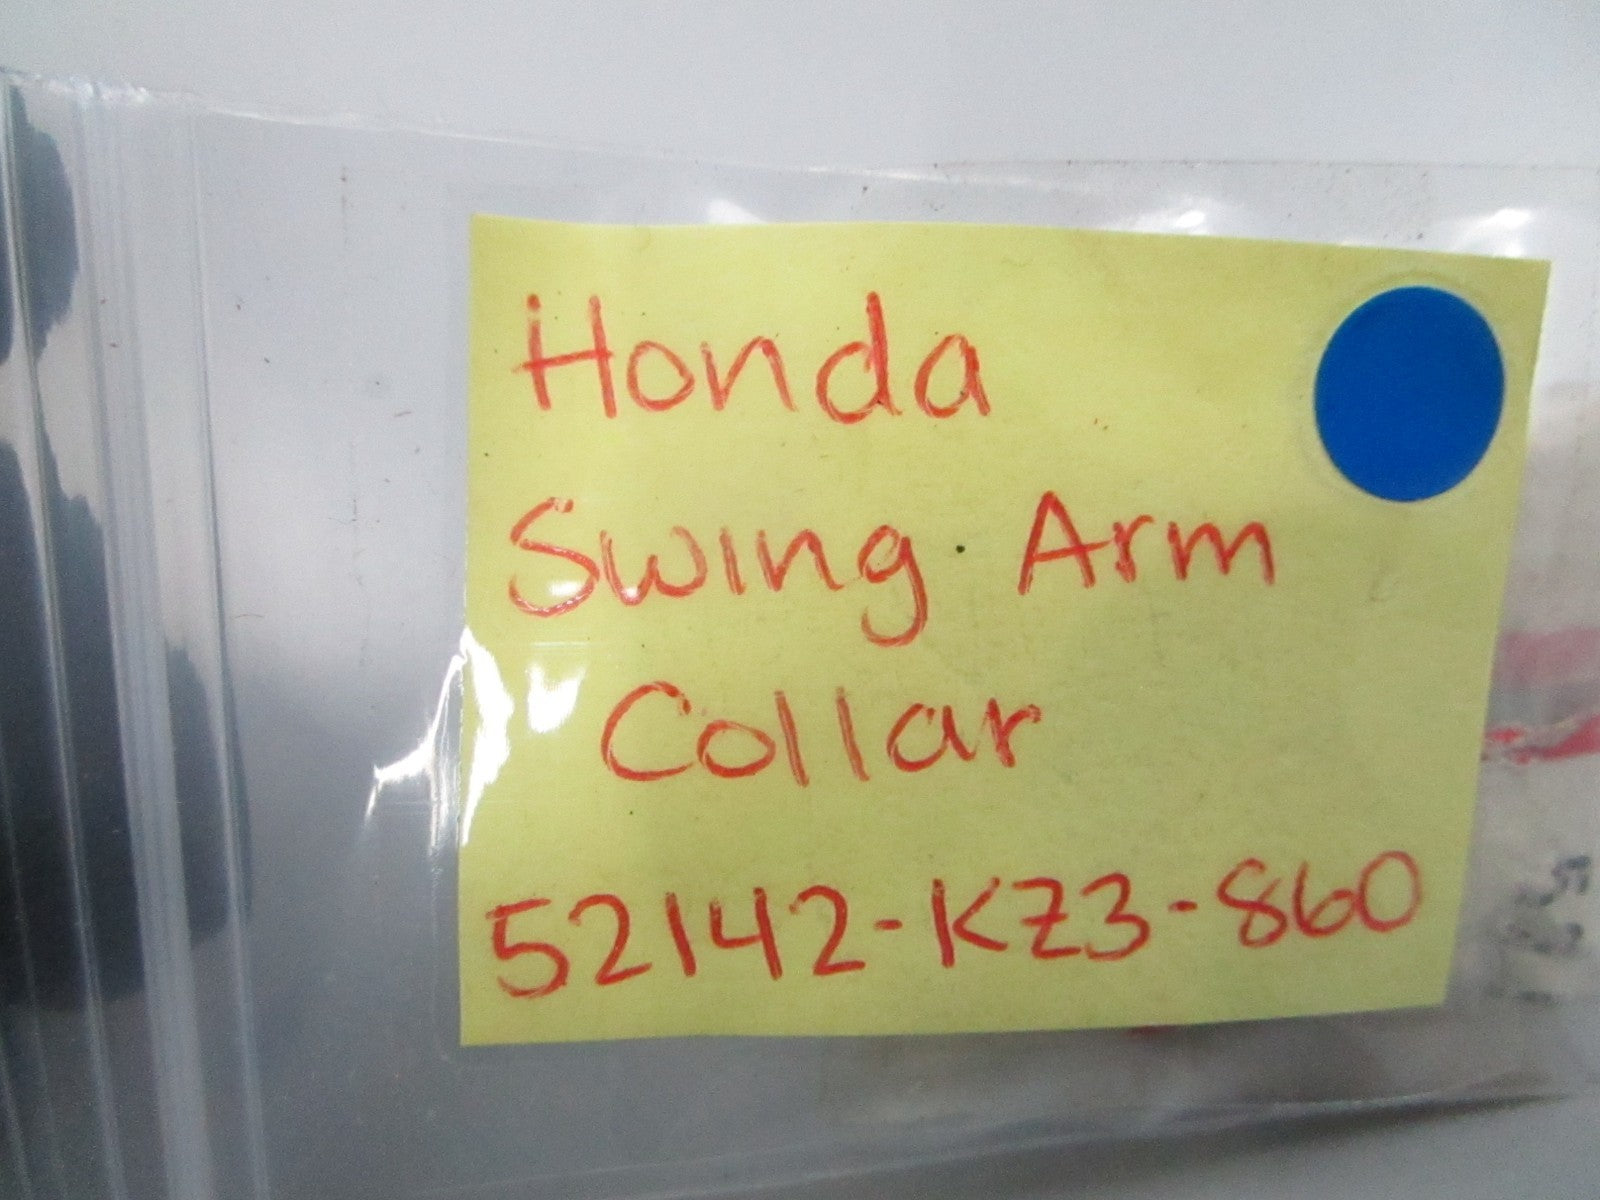 Honda
Swing Arm
Collar
52142-KZ3-860